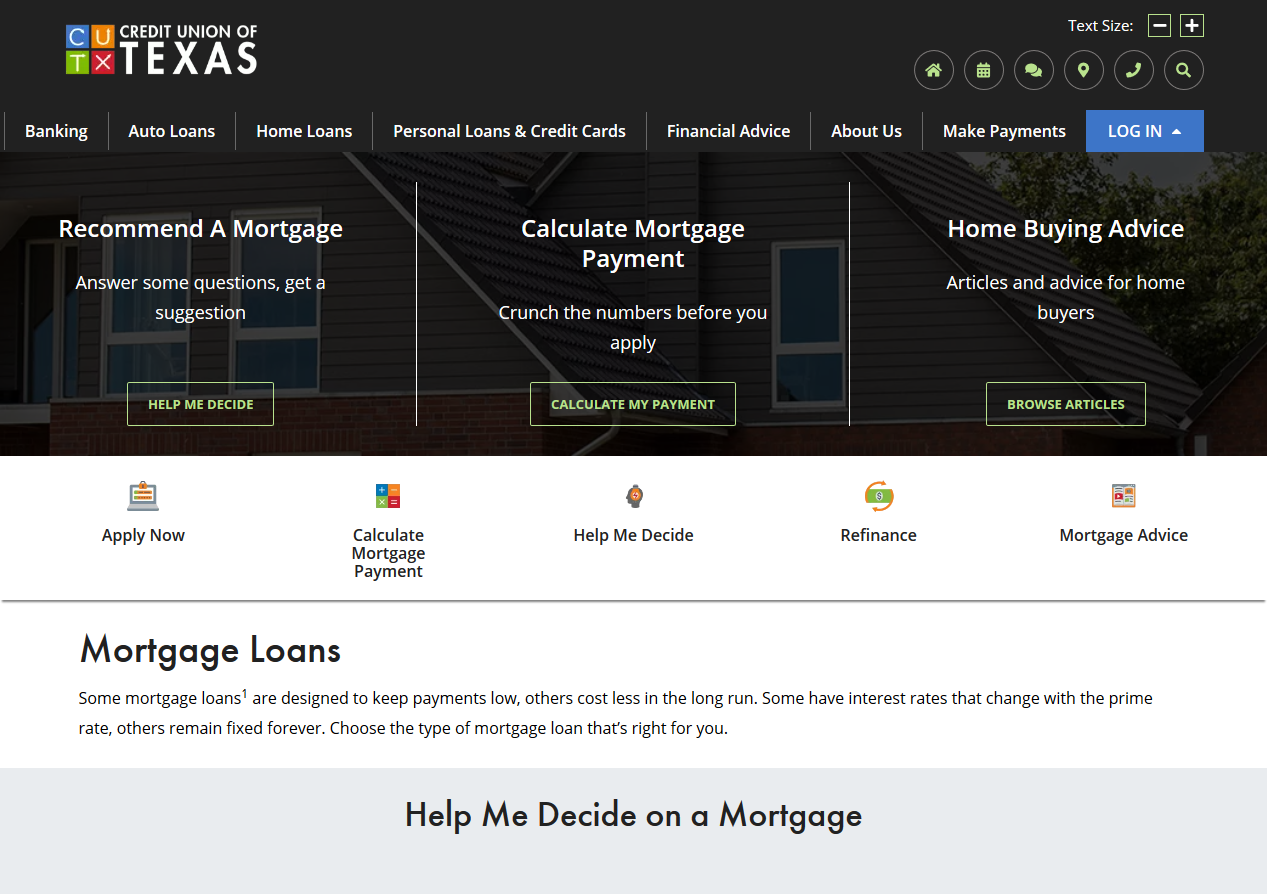 CREDIT UNION OF
CUTX TEXAS
Text Size:
Banking Auto Loans Home Loans Personal Loans & Credit Cards Financial Advice About Us Make Payments LOG IN
Recommend A Mortgage
Answer some questions, get a
suggestion
HELP ME DECIDE
Calculate Mortgage
Payment
Crunch the numbers before you
apply
CALCULATE MY PAYMENT
Home Buying Advice
Articles and advice for home
buyers
BROWSE ARTICLES
Apply Now
Calculate
Mortgage
Payment
Help Me Decide
Refinance
Mortgage Advice
Mortgage Loans
Some mortgage loans¹ are designed to keep payments low, others cost less in the long run. Some have interest rates that change with the prime
rate, others remain fixed forever. Choose the type of mortgage loan that’s right for you.
Help Me Decide on a Mortgage